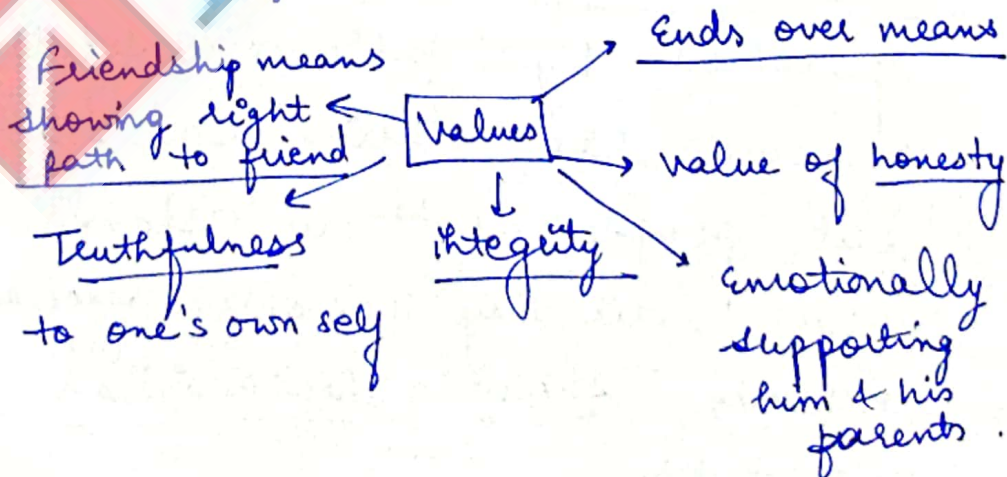 Ends over means
Friendship means
showing right
path to friend
Values
value of honesty
Truthfulness
to one's own self
integrity
Emotionally
supporting
him & his
parents.